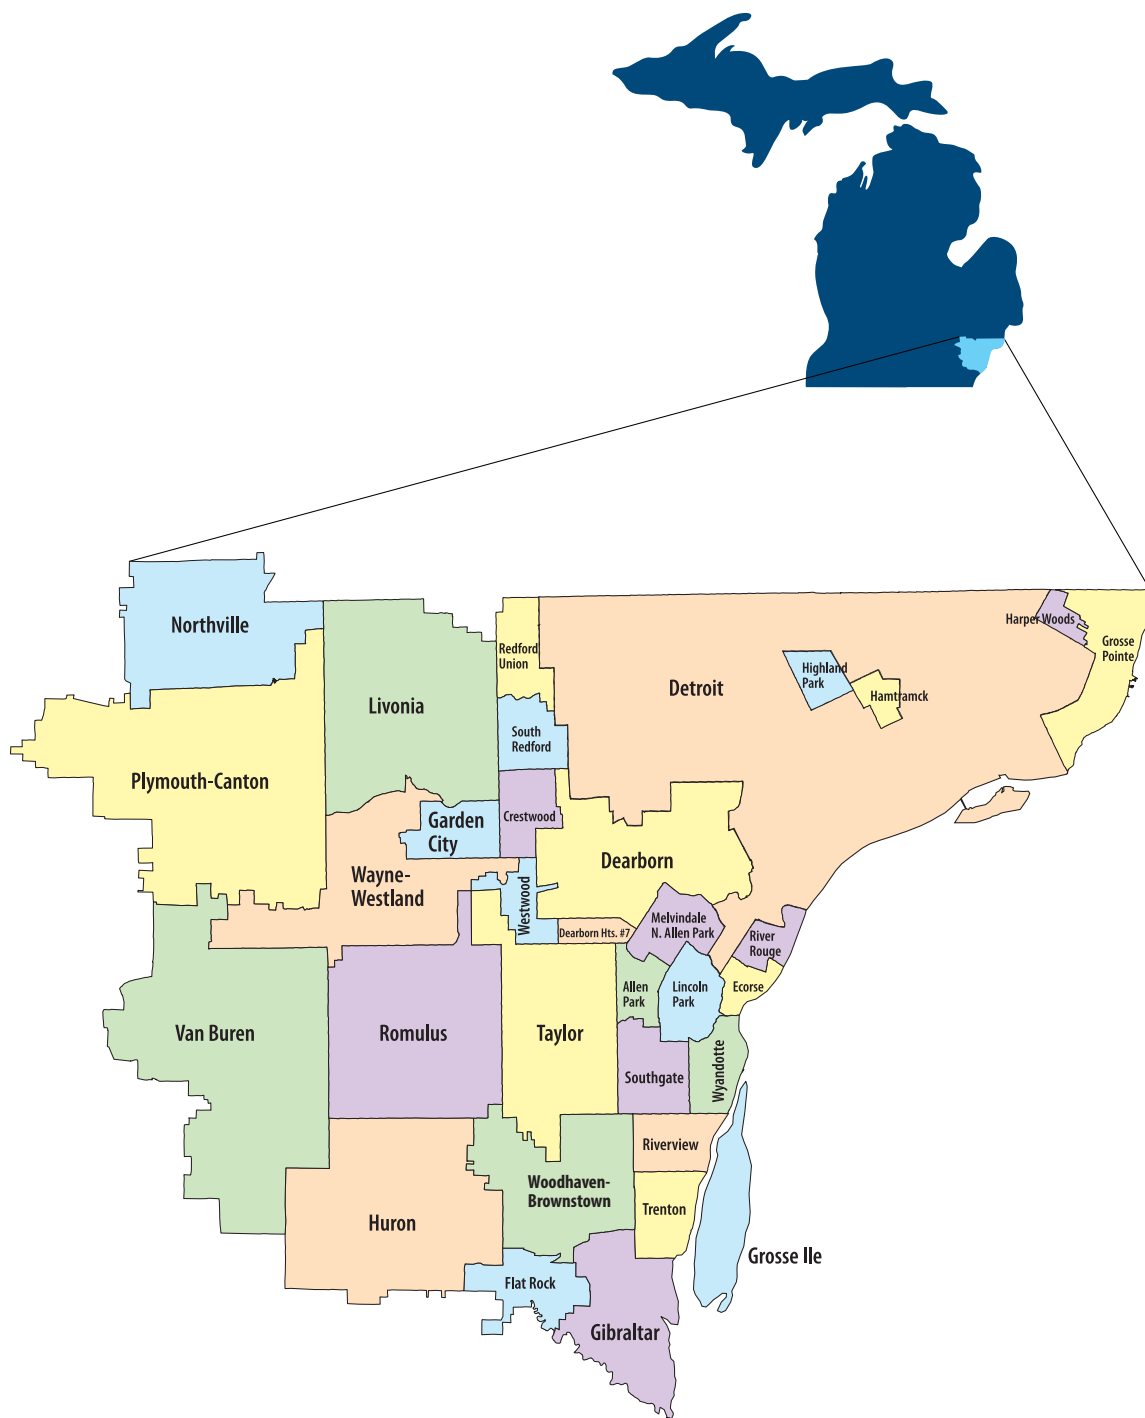 Northville
Harper Woods
Redford
Union
Grosse
Pointe
Highland
Park
Detroit
Hamtramck
Livonia
South
Redford
Plymouth-Canton
Garden
City
Crestwood
Dearborn
Wayne-
Westland
Westwood
Dearborn Hts. #7
Melvindale
N. Allen Park
River
Rouge
Allen
Park
Lincoln
Park
Ecorse
Van Buren
Romulus
Taylor
Southgate
Wyandotte
Riverview
Woodhaven-
Brownstown
Trenton
Huron
Grosse Ile
Flat Rock
Gibraltar